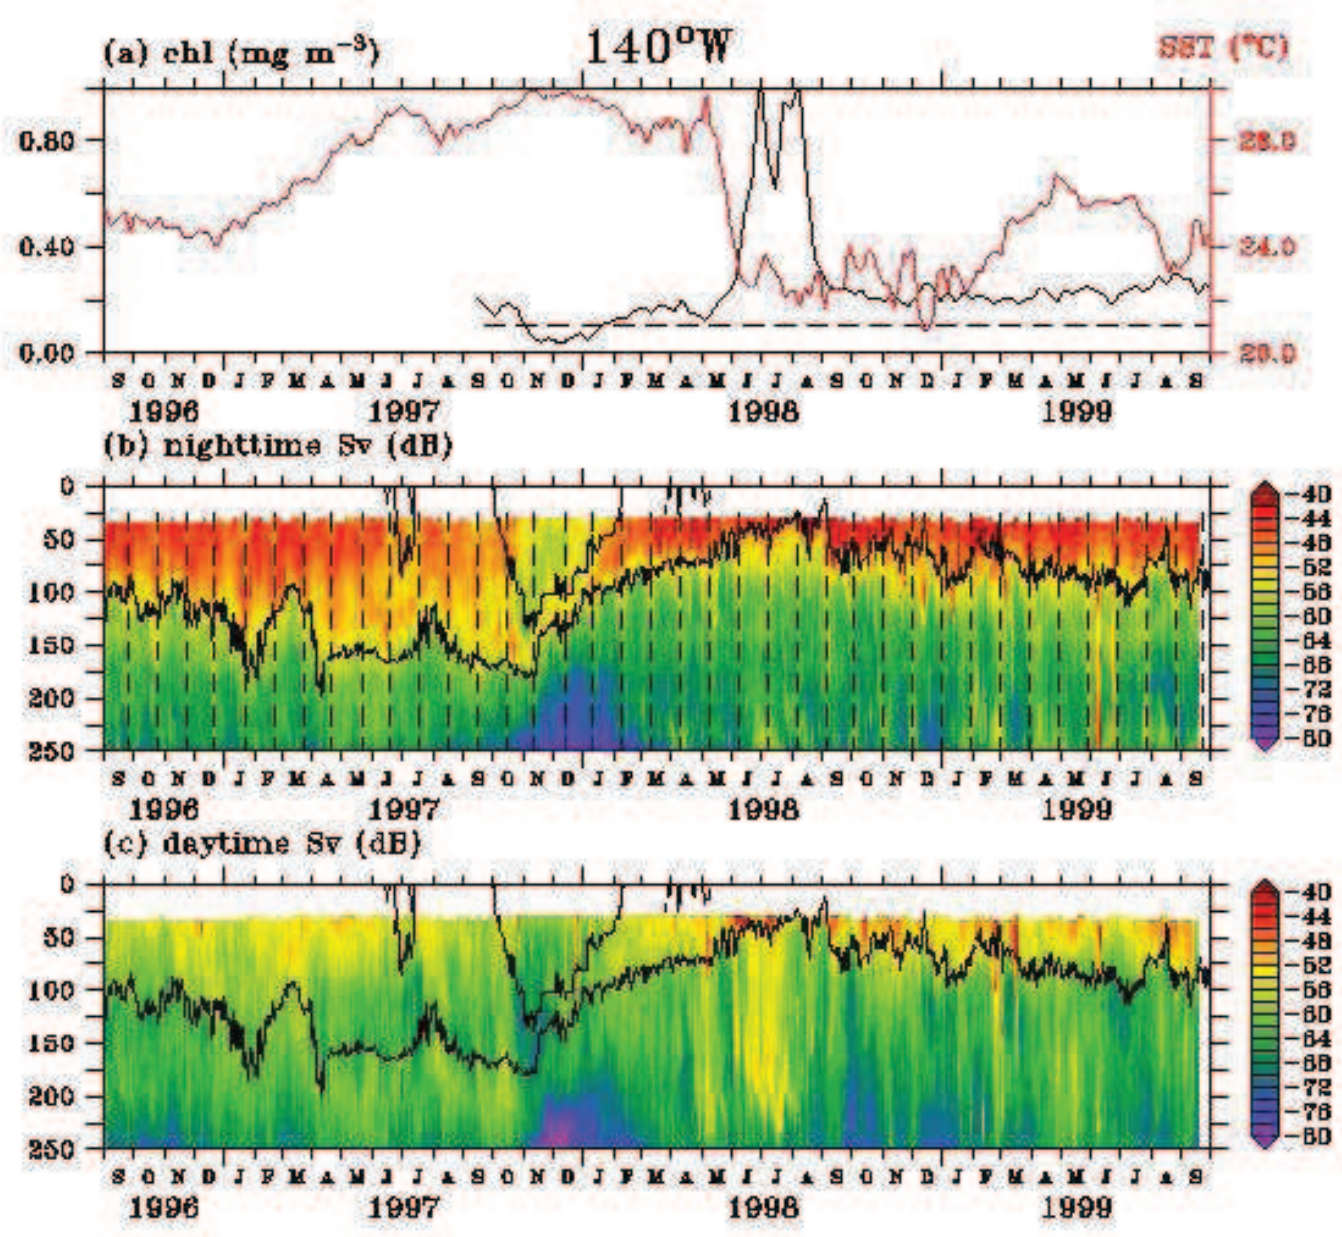 (a) chl (mg m⁻³) 140°W SST (°C)
0.80 28.0
0.40 24.0
0.00 20.0
S O N D J F M A M J J A S O N D J F M A M J J A S O N D J F M A M J J A S
1996 1997 1998 1999
(b) nighttime Sv (dB)
0 -40
-44
50 -48
-52
100 -56
-60
150 -64
-68
200 -72
-76
250 -80
S O N D J F M A M J J A S O N D J F M A M J J A S O N D J F M A M J J A S
1996 1997 1998 1999
(c) daytime Sv (dB)
0 -40
-44
50 -48
-52
100 -56
-60
150 -64
-68
200 -72
-76
250 -80
S O N D J F M A M J J A S O N D J F M A M J J A S O N D J F M A M J J A S
1996 1997 1998 1999